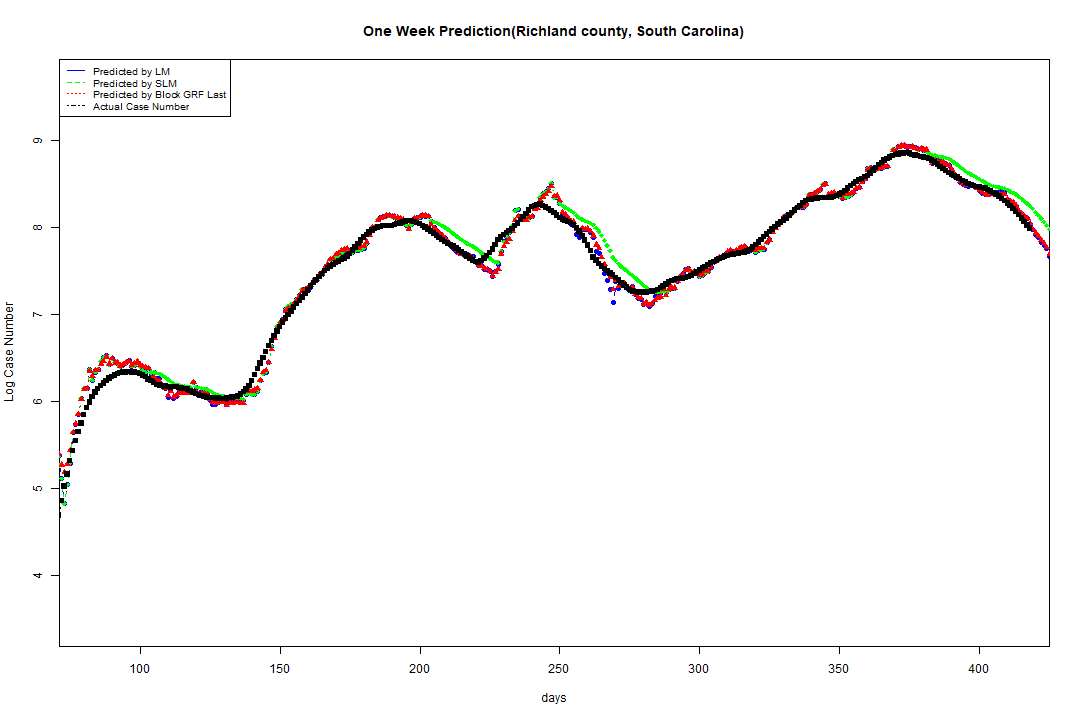 One Week Prediction(Richland county, South Carolina)
Predicted by LM
Predicted by SLM
Predicted by Block GRF Last
Actual Case Number
9
8
7
6
5
4
Log Case Number
100 150 200 250 300 350 400
days